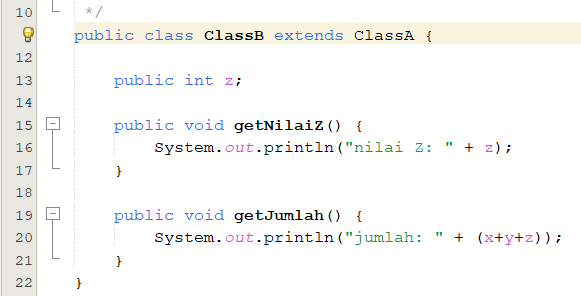 10 */
public class ClassB extends ClassA {
12
13 public int z;
14
15 public void getNilaiZ() {
16 System.out.println("nilai Z: " + z);
17 }
18
19 public void getJumlah() {
20 System.out.println("jumlah: " + (x+y+z));
21 }
22 }